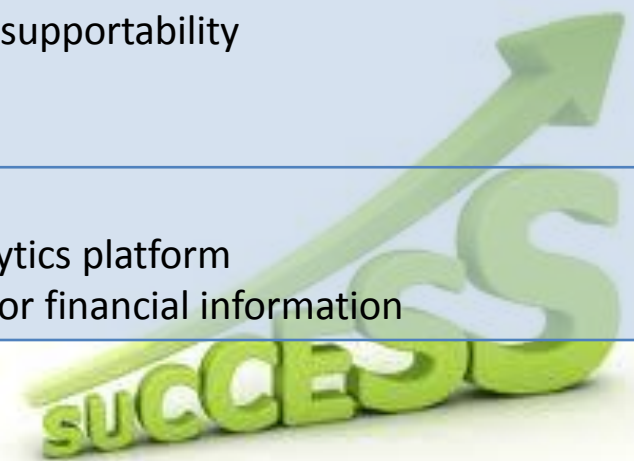 supportability
ytics platform
or financial information
SUCCESS